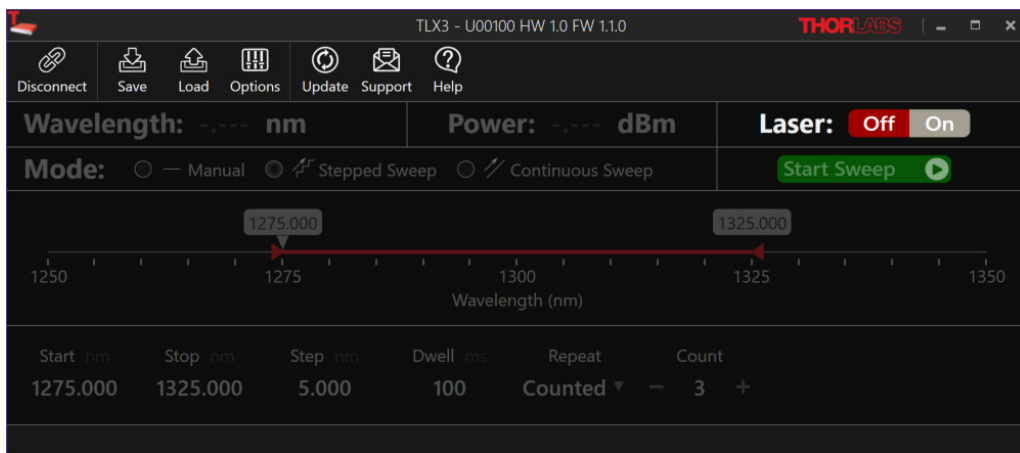 TLX3 - U00100 HW 1.0 FW 1.1.0
THORLABS
Disconnect Save Load Options Update Support Help
Wavelength: -.--- nm Power: -.--- dBm Laser: Off On
Mode: Manual Stepped Sweep Continuous Sweep Start Sweep
1275.000 1325.000
1250 1275 1300 1325 1350
Wavelength (nm)
Start nm Stop nm Step nm Dwell ms Repeat Count
1275.000 1325.000 5.000 100 Counted ▼ − 3 +